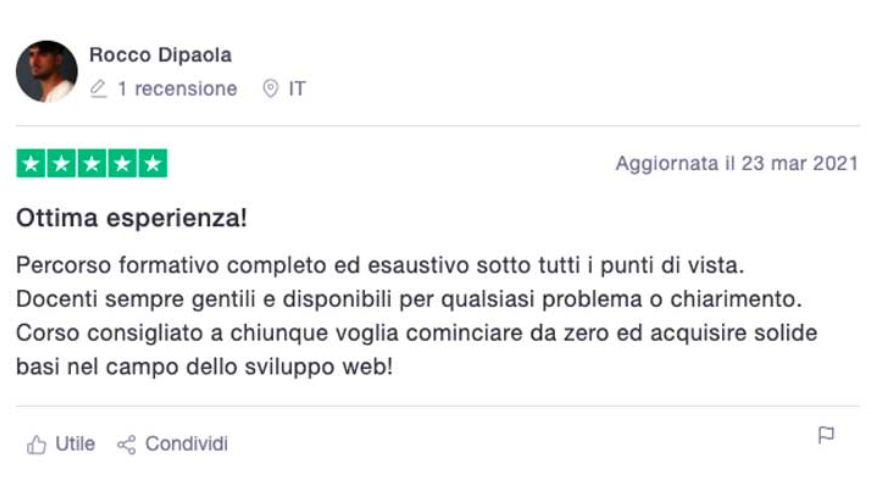 Rocco Dipaola
1 recensione IT
Aggiornata il 23 mar 2021
Ottima esperienza!
Percorso formativo completo ed esaustivo sotto tutti i punti di vista.
Docenti sempre gentili e disponibili per qualsiasi problema o chiarimento.
Corso consigliato a chiunque voglia cominciare da zero ed acquisire solide
basi nel campo dello sviluppo web!
Utile Condividi